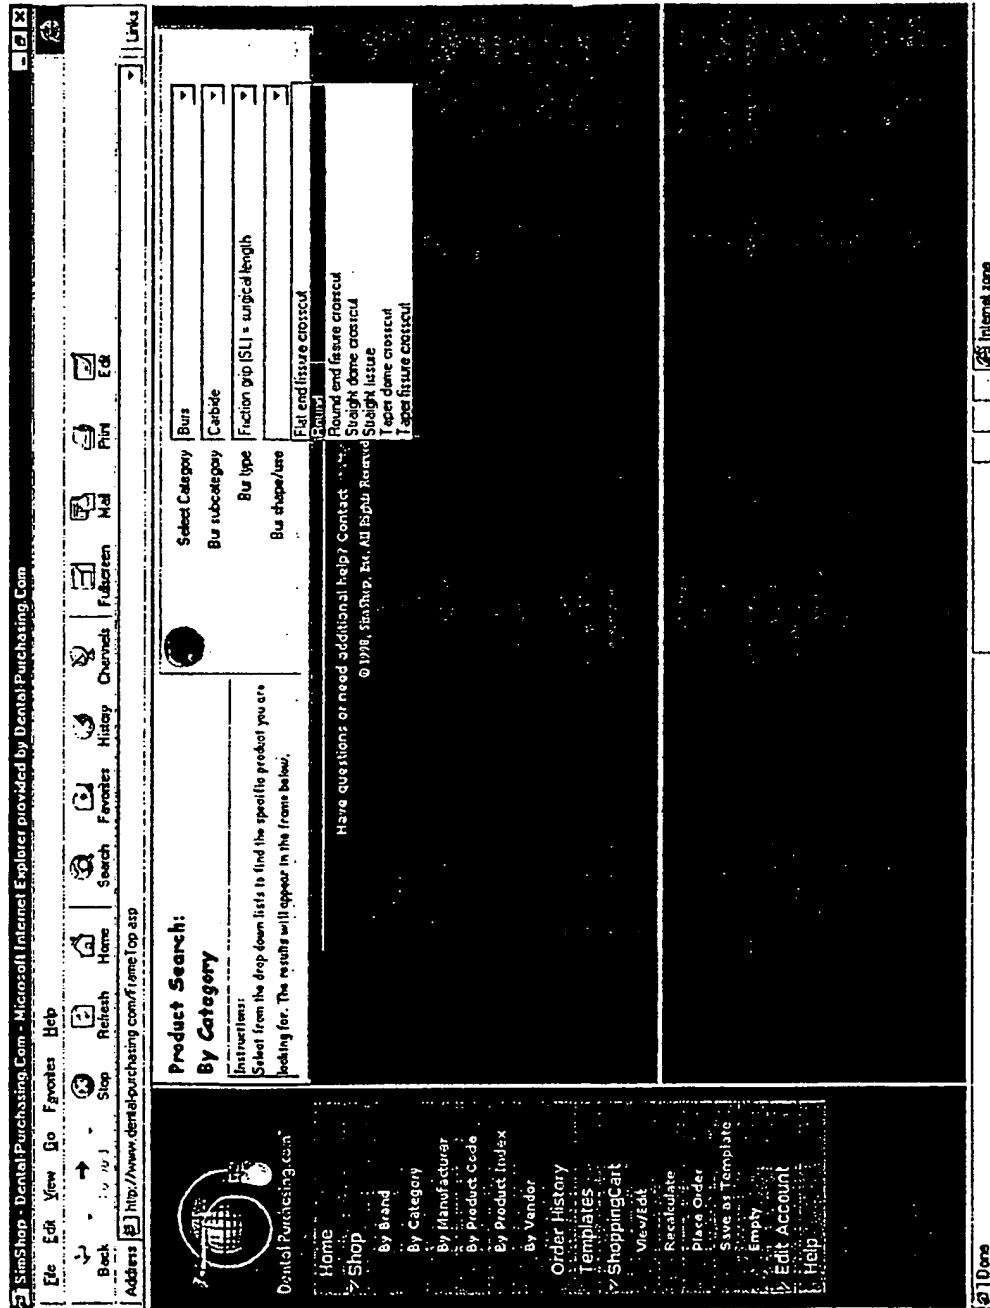 SimShop - Dental-Purchasing.Com - Microsoft Internet Explorer provided by Dental-Purchasing.Com
File Edit View Go Favorites Help
Back Stop Refresh Home Search Favorites History Channels Fullscreen Mail Print Edit
Address http://www.dental-purchasing.com/FrameTop.asp Links
Dental Purchasing.com
Home
Shop
By Brand
By Category
By Manufacturer
By Product Code
By Product Index
By Vendor
Order History
Templates
ShoppingCart
View/Edit
Recalculate
Place Order
Save as Template
Empty
Edit Account
Help
Product Search:
By Category
Instructions:
Select from the drop down lists to find the specific product you are
looking for. The results will appear in the frame below.
Select Category Burs
Bur subcategory Carbide
Bur type Friction grip (SL) = surgical length
Bur shape/use
Flat end fissure crosscut
Round
Round end fissure crosscut
Straight dome crosscut
Straight fissure
Taper dome crosscut
Taper fissure crosscut
Have questions or need additional help? Contact
© 1998, SimShop, Inc. All Rights Reserved
Done Internet zone